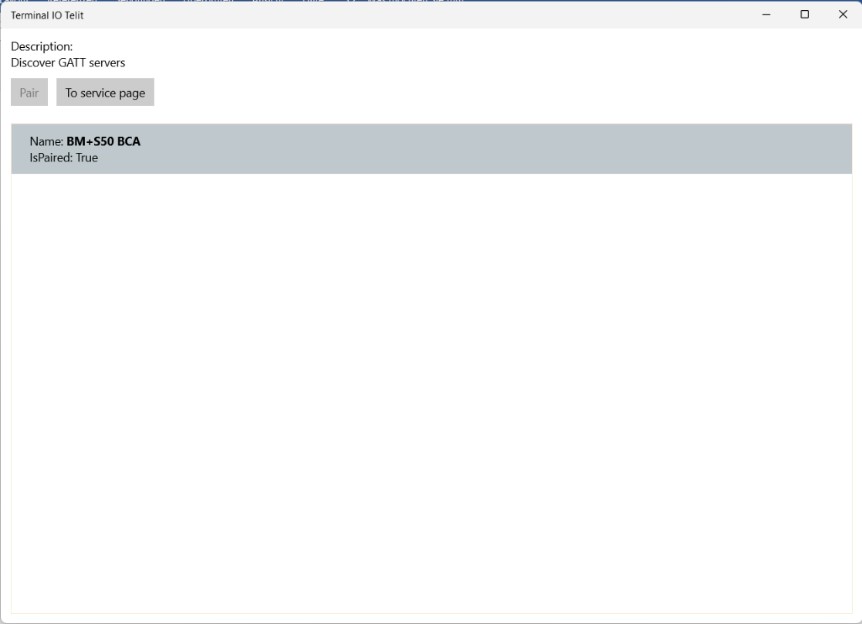 Terminal IO Telit
Description:
Discover GATT servers
Pair
To service page
Name: BM+S50 BCA
IsPaired: True